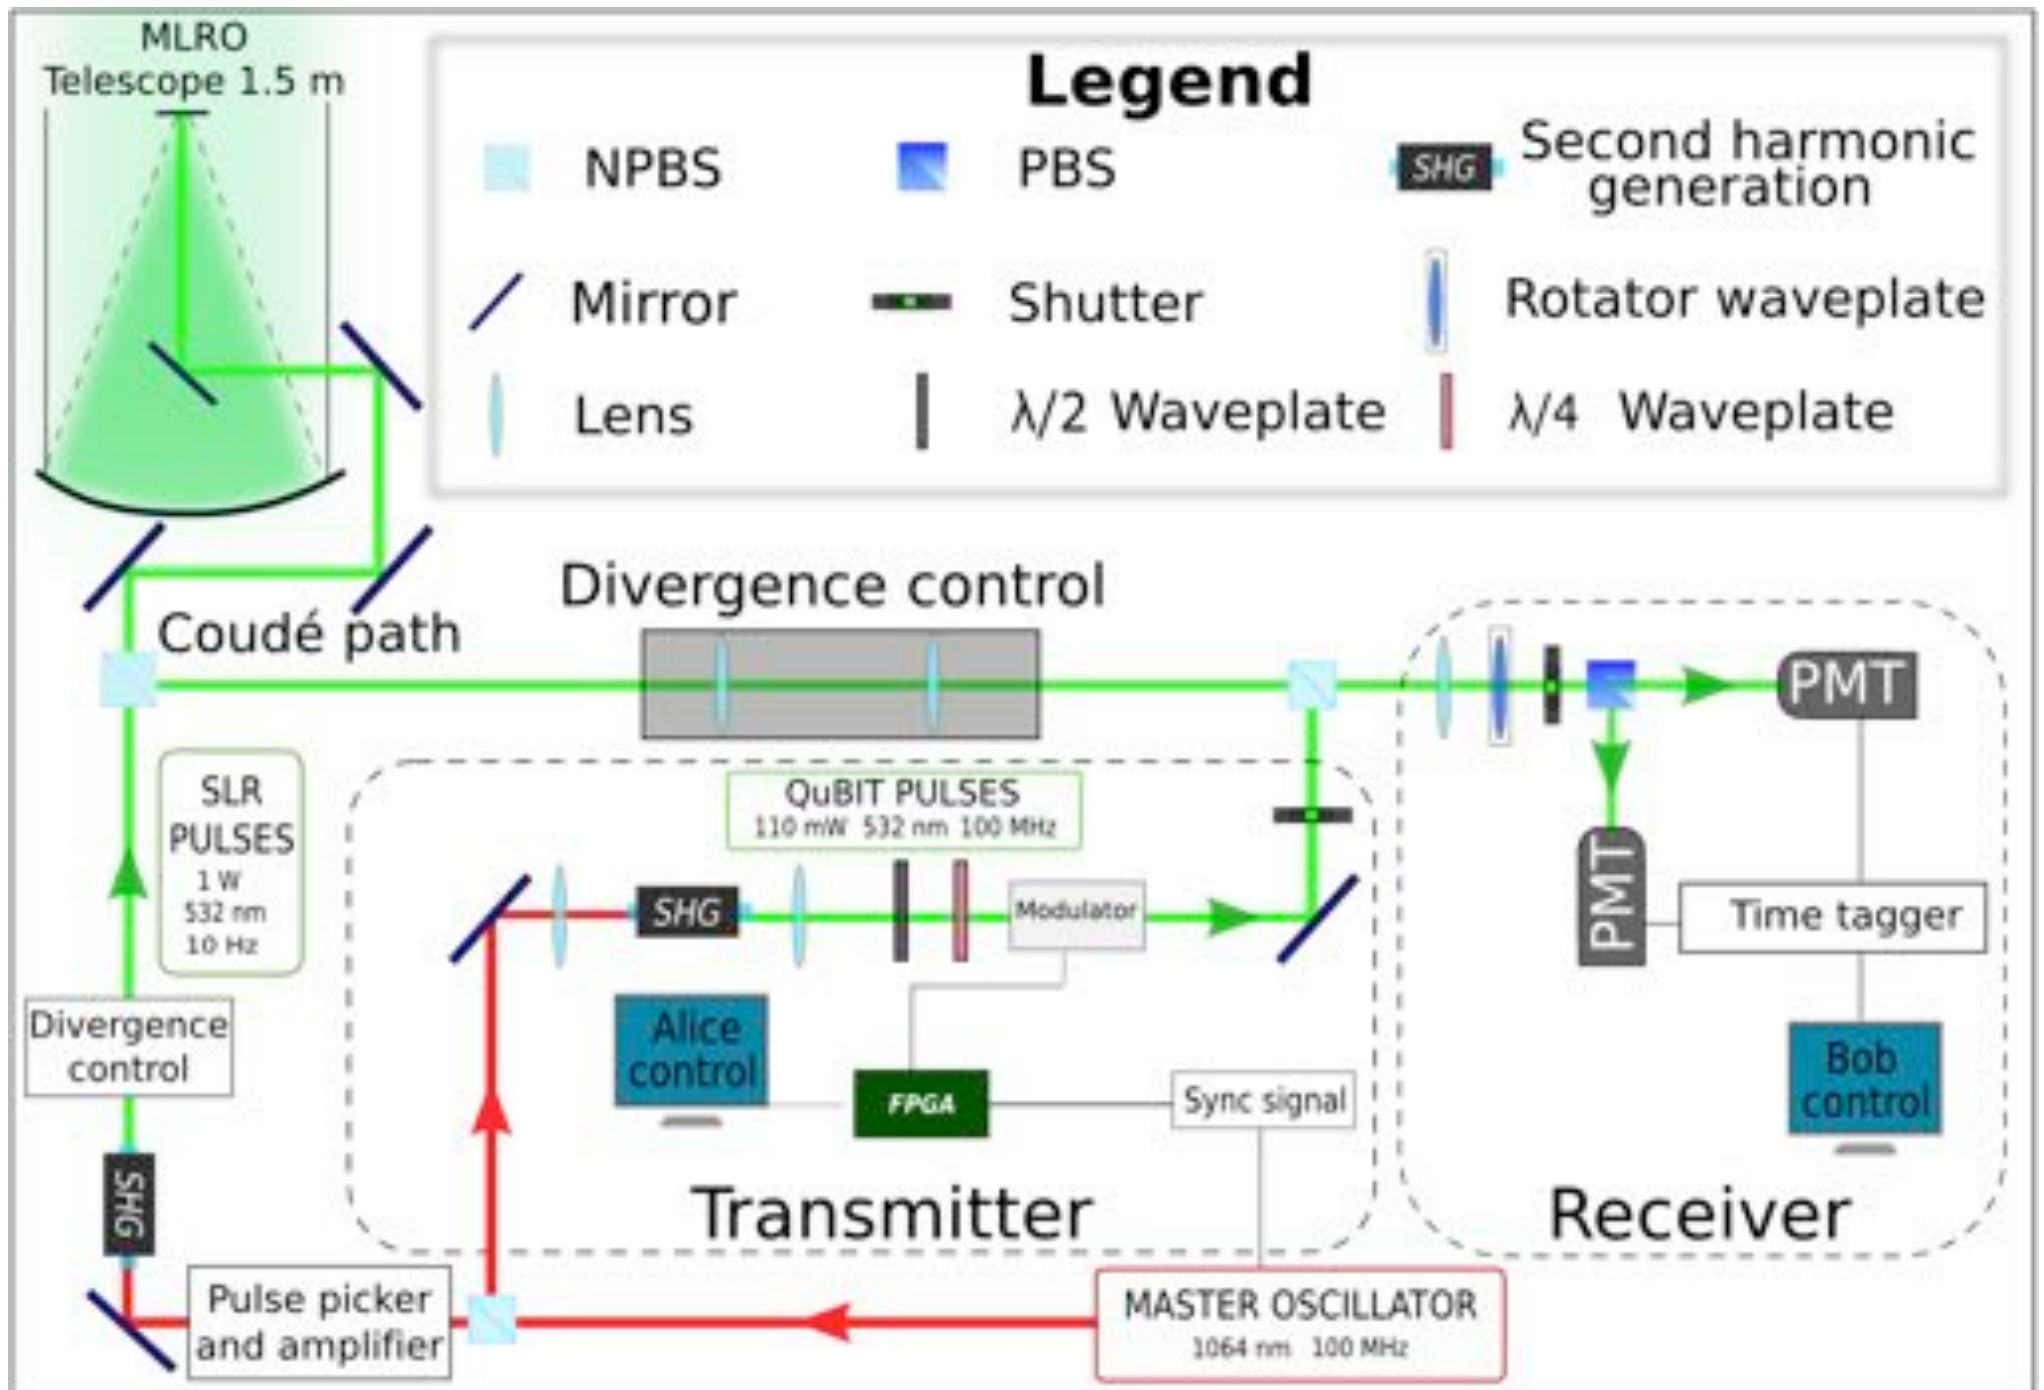 MLRO
Telescope 1.5 m
Legend
NPBS
PBS
SHG
Second harmonic
generation
Mirror
Shutter
Rotator waveplate
Lens
λ/2 Waveplate
λ/4 Waveplate
Divergence control
Coudé path
PMT
SLR
PULSES
1 W
532 nm
10 Hz
QuBIT PULSES
110 mW 532 nm 100 MHz
PMT
SHG
Modulator
Time tagger
Divergence
control
Alice
control
FPGA
Sync signal
Bob
control
SHG
Transmitter
Receiver
Pulse picker
and amplifier
MASTER OSCILLATOR
1064 nm 100 MHz